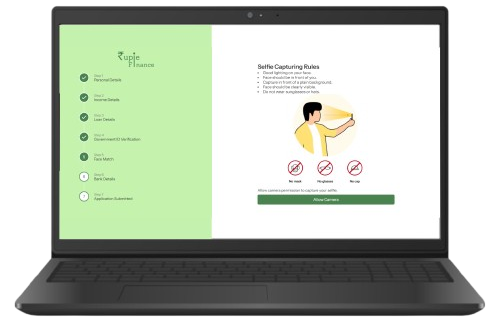 ₹upie
Finance
Step 1
Personal Details
Step 2
Income Details
Step 3
Loan Details
Step 4
Government ID Verification
5
Step 5
Face Match
6
Step 6
Bank Details
7
Step 7
Application Submitted
Selfie Capturing Rules
Good lighting on your face.
Face should be in front of you.
Capture in front of a plain background.
Face should be clearly visible.
Do not wear sunglasses or hats.
No mask
No glasses
No cap
Allow camera permission to capture your selfie.
Allow Camera